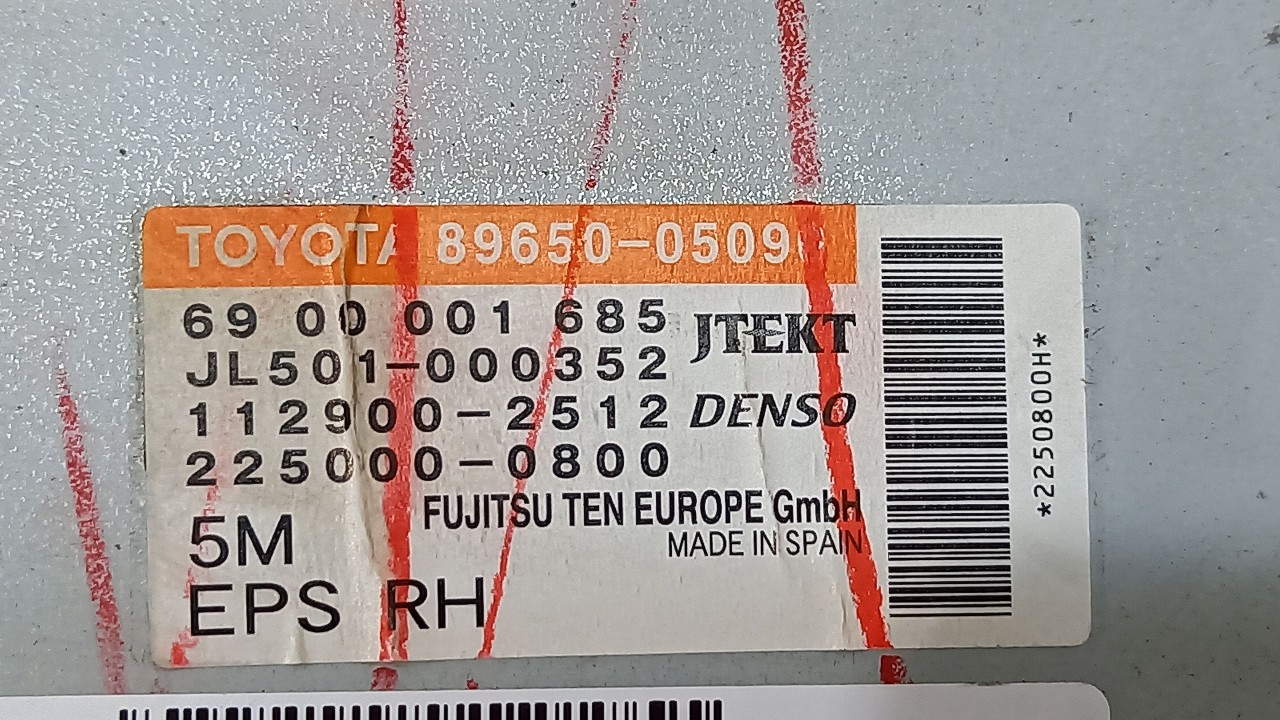 TOYOTA 89650-0509
69 00 001 685
JL501-000352
JTEKT
112900-2512
DENSO
225000-0800
FUJITSU TEN EUROPE GmbH
MADE IN SPAIN
5M
EPS RH
*2250800H*